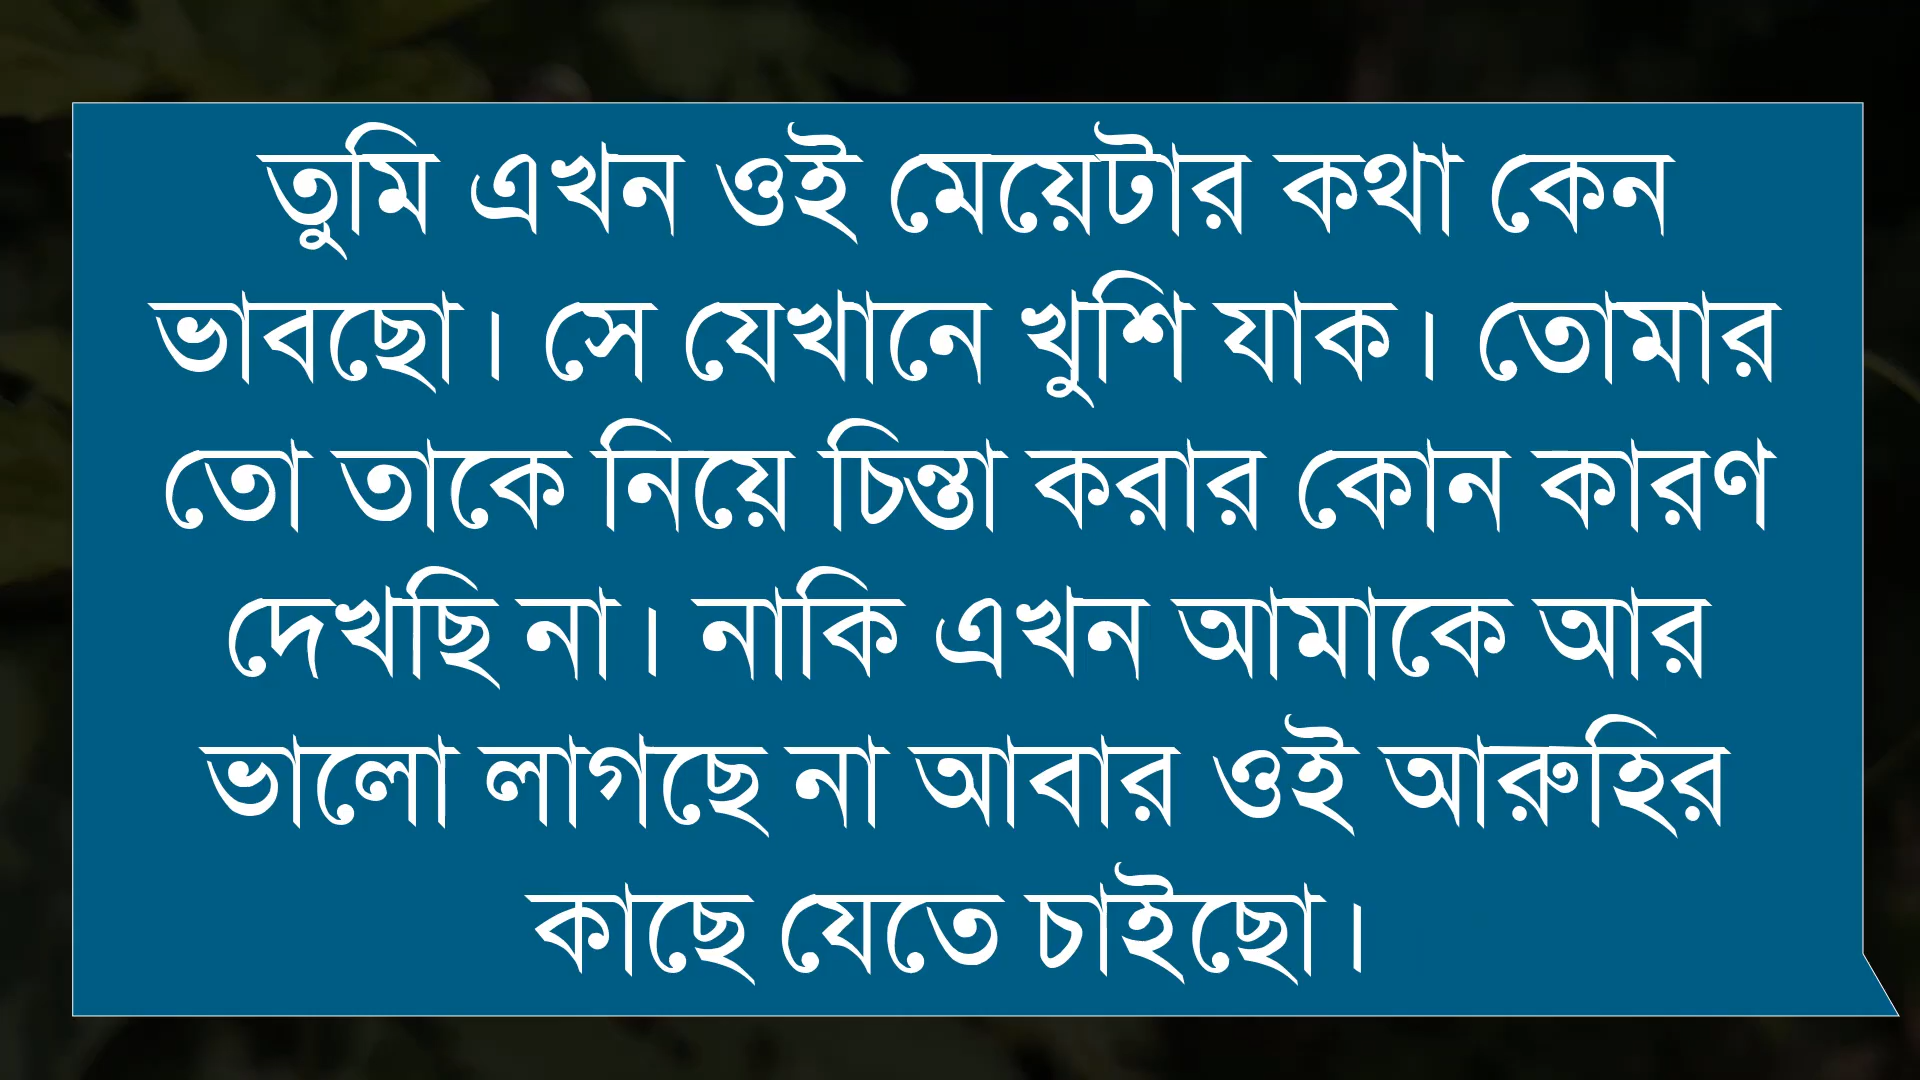 তুমি এখন ওই মেয়েটার কথা কেন
ভাবছো। সে যেখানে খুশি যাক। তোমার
তো তাকে নিয়ে চিন্তা করার কোন কারণ
দেখছি না। নাকি এখন আমাকে আর
ভালো লাগছে না আবার ওই আরুহির
কাছে যেতে চাইছো।